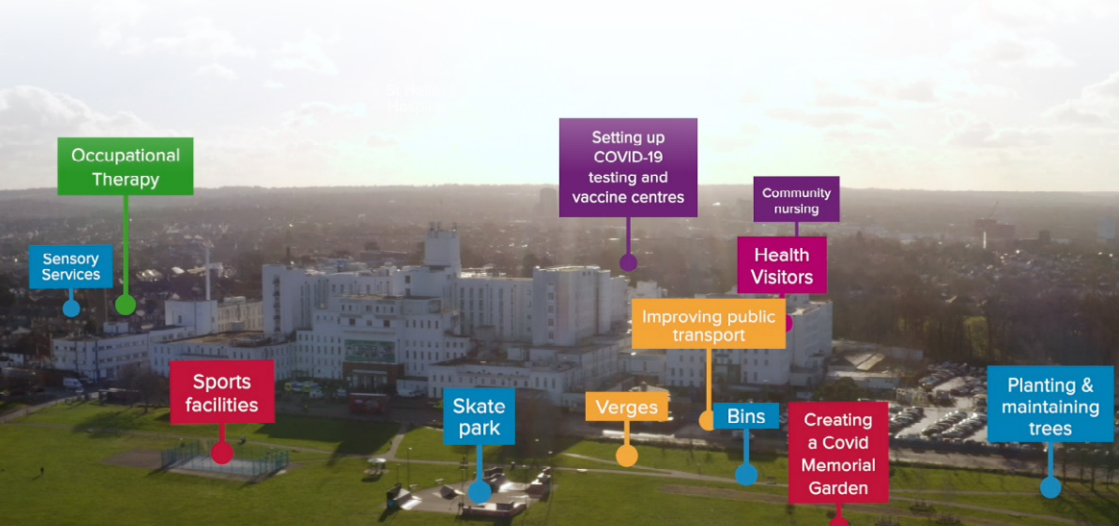 Occupational
Therapy
Sensory
Services
Setting up
COVID-19
testing and
vaccine centres
Community
nursing
Health
Visitors
Improving public
transport
Sports
facilities
Skate
park
Verges
Bins
Creating
a Covid
Memorial
Garden
Planting &
maintaining
trees